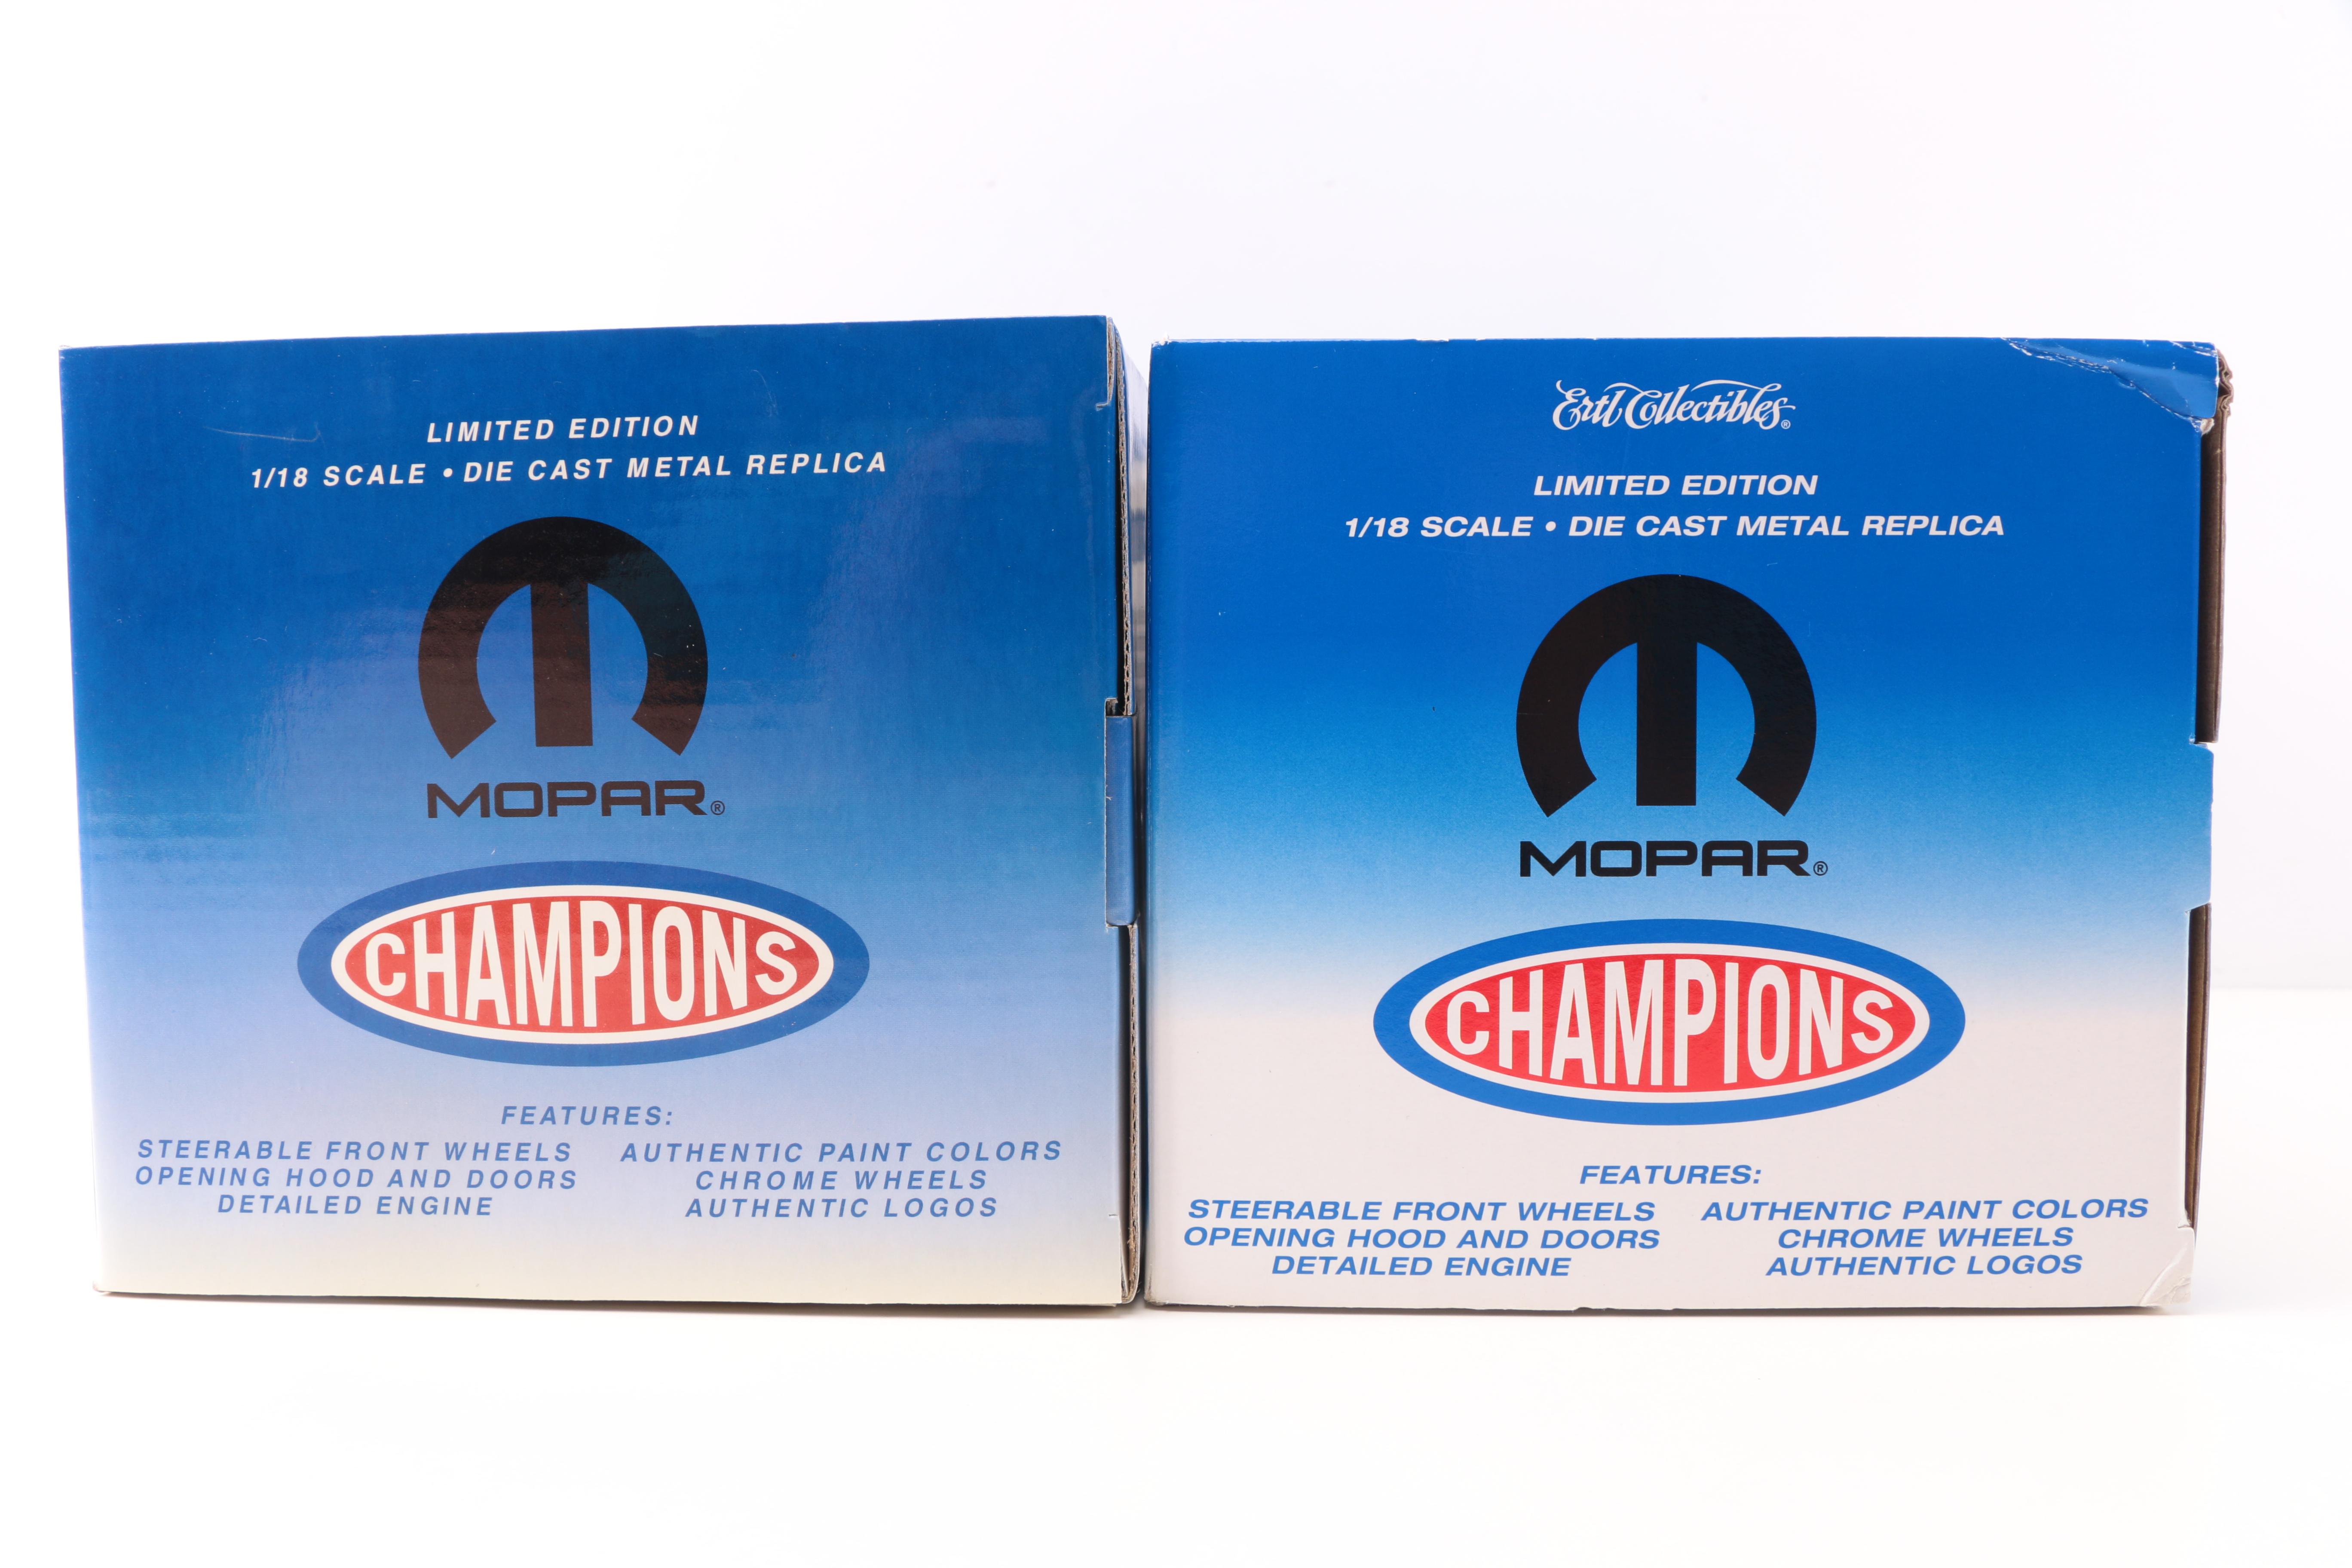 LIMITED EDITION
1/18 SCALE • DIE CAST METAL REPLICA
MOPAR®
CHAMPIONS
FEATURES:
STEERABLE FRONT WHEELS
OPENING HOOD AND DOORS
DETAILED ENGINE
AUTHENTIC PAINT COLORS
CHROME WHEELS
AUTHENTIC LOGOS
Ertl Collectibles®
LIMITED EDITION
1/18 SCALE • DIE CAST METAL REPLICA
MOPAR®
CHAMPIONS
FEATURES:
STEERABLE FRONT WHEELS
OPENING HOOD AND DOORS
DETAILED ENGINE
AUTHENTIC PAINT COLORS
CHROME WHEELS
AUTHENTIC LOGOS